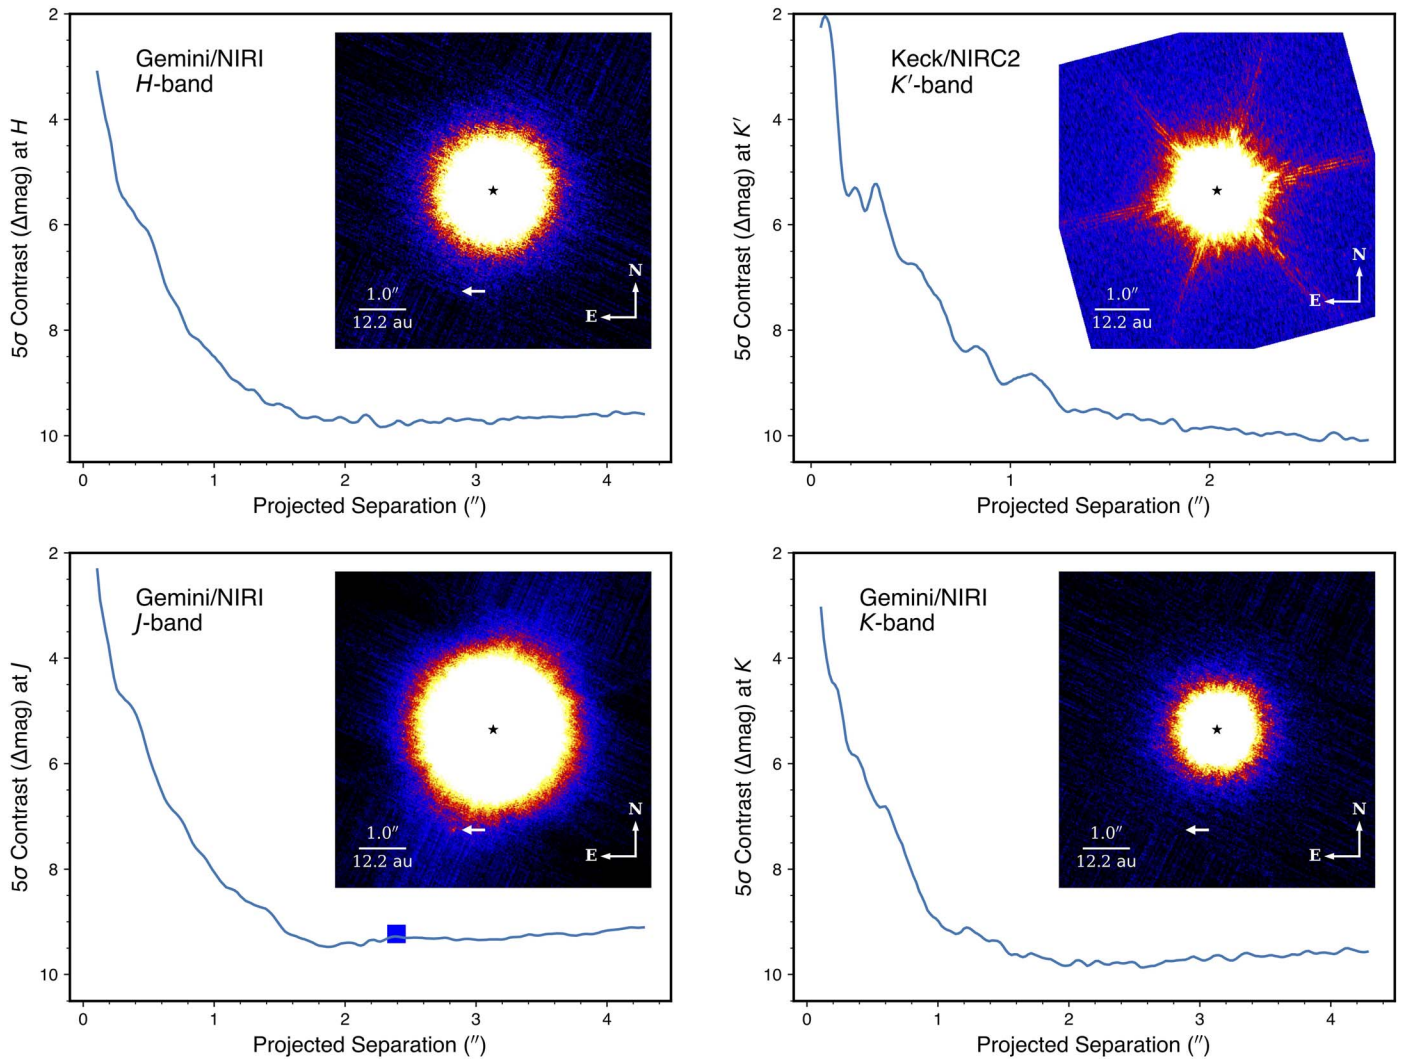 Gemini/NIRI
H-band
5σ Contrast (Δmag) at H
2
4
6
8
10
1.0″
12.2 au
N
E
0
1
2
3
4
Projected Separation (″)
Keck/NIRC2
K′-band
5σ Contrast (Δmag) at K′
2
4
6
8
10
1.0″
12.2 au
N
E
0
1
2
Projected Separation (″)
Gemini/NIRI
J-band
5σ Contrast (Δmag) at J
2
4
6
8
10
1.0″
12.2 au
N
E
0
1
2
3
4
Projected Separation (″)
Gemini/NIRI
K-band
5σ Contrast (Δmag) at K
2
4
6
8
10
1.0″
12.2 au
N
E
0
1
2
3
4
Projected Separation (″)